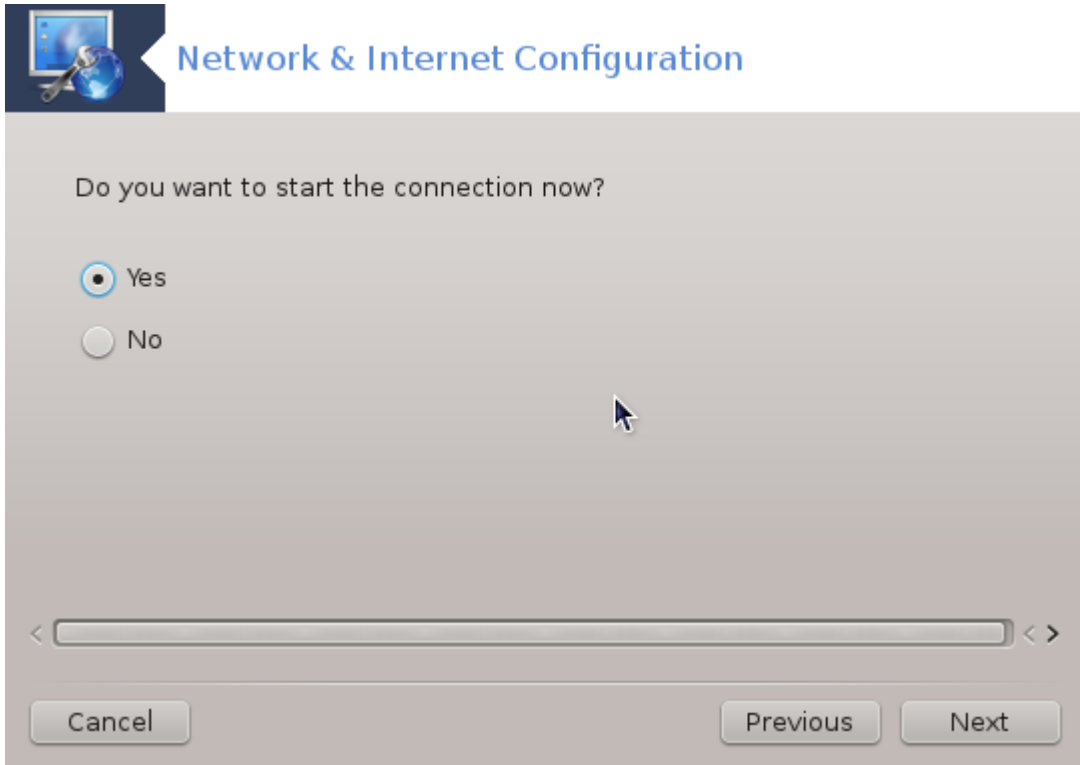 Network & Internet Configuration
Do you want to start the connection now?
Yes
No
Cancel
Previous
Next